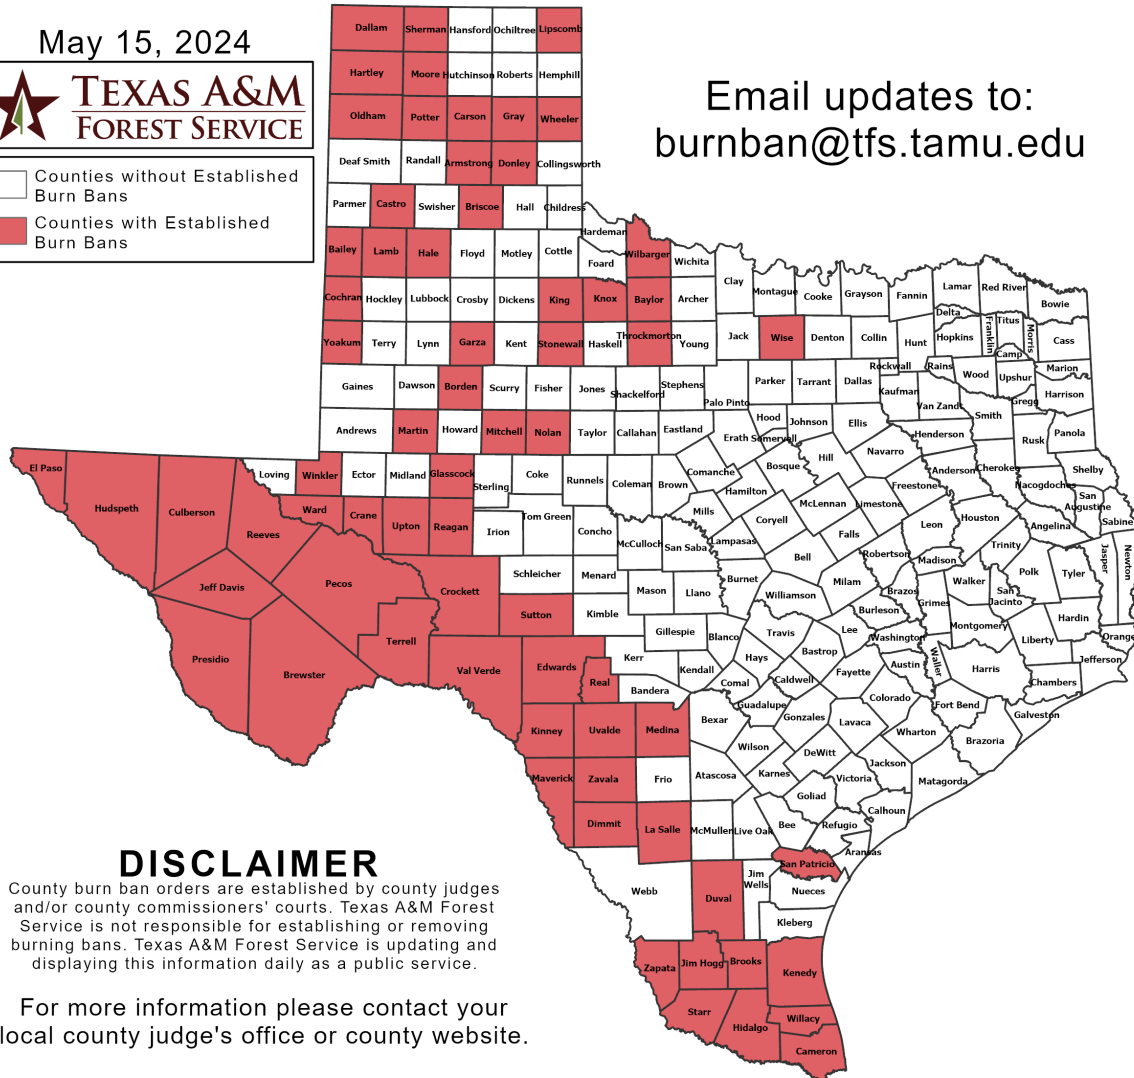 May 15, 2024
TEXAS A&M
FOREST SERVICE
Counties without Established
Burn Bans
Counties with Established
Burn Bans
Email updates to:
burnban@tfs.tamu.edu
Dallam Sherman Hansford Ochiltree Lipscomb
Hartley Moore Hutchinson Roberts Hemphill
Oldham Potter Carson Gray Wheeler
Deaf Smith Randall Armstrong Donley Collingsworth
Parmer Castro Swisher Briscoe Hall Childress
Hardeman
Bailey Lamb Hale Floyd Motley Cottle Foard Wilbarger Wichita
Clay Montague Cooke Grayson Fannin Lamar Red River Bowie
Cochran Hockley Lubbock Crosby Dickens King Knox Baylor Archer
Delta Franklin Titus Morris
Yoakum Terry Lynn Garza Kent Stonewall Haskell Throckmorton Young Jack Wise Denton Collin Hunt Hopkins Cass
Camp
Rockwall Rains Wood Upshur Marion
Gaines Dawson Borden Scurry Fisher Jones Shackelford Stephens Palo Pinto Parker Tarrant Dallas Kaufman Van Zandt Smith Gregg Harrison
Andrews Martin Howard Mitchell Nolan Taylor Callahan Eastland Erath Hood Somervell Johnson Ellis Henderson Rusk Panola
El Paso Loving Winkler Ector Midland Glasscock Sterling Coke Runnels Coleman Brown Comanche Bosque Hill Navarro Anderson Cherokee Shelby
Hudspeth Culberson Ward Crane Upton Reagan Irion Tom Green Concho Mills Hamilton McLennan Limestone Freestone Nacogdoches San
Augustine
Sabine
Reeves McCulloch San Saba Lampasas Coryell Falls Leon Houston Angelina
Jeff Davis Pecos Crockett Schleicher Menard Mason Llano Burnet Bell Robertson Madison Trinity Polk Tyler Jasper Newton
Sutton Kimble Williamson Milam Brazos Grimes Walker San
Jacinto
Hardin
Presidio Brewster Terrell Val Verde Edwards Real Kerr Gillespie Blanco Travis Lee Burleson Washington Montgomery Liberty Orange
Bandera Kendall Hays Comal Caldwell Bastrop Fayette Austin Waller Harris Chambers Jefferson
Kinney Uvalde Medina Bexar Guadalupe Gonzales Lavaca Colorado Fort Bend Galveston
Wilson DeWitt Wharton Brazoria
Maverick Zavala Frio Atascosa Karnes Victoria Jackson Matagorda
Goliad Calhoun
Dimmit La Salle McMullen Live Oak Bee Refugio
Aransas
San Patricio
Webb Duval Jim
Wells
Nueces
Kleberg
Zapata Jim Hogg Brooks Kenedy
Starr Hidalgo Willacy
Cameron
DISCLAIMER
County burn ban orders are established by county judges
and/or county commissioners' courts. Texas A&M Forest
Service is not responsible for establishing or removing
burning bans. Texas A&M Forest Service is updating and
displaying this information daily as a public service.
For more information please contact your
local county judge's office or county website.